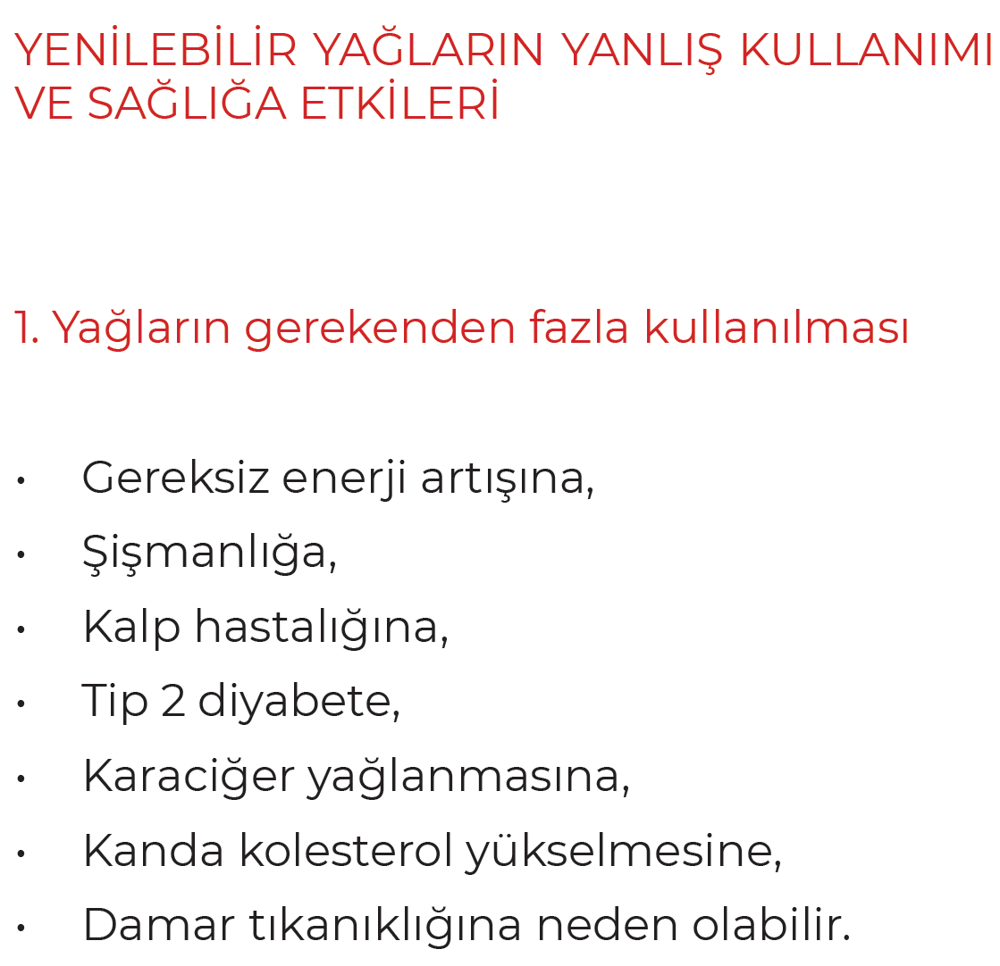 YENİLEBİLİR YAĞLARIN YANLIŞ KULLANIMI
VE SAĞLIĞA ETKİLERİ
1. Yağların gerekenden fazla kullanılması
• Gereksiz enerji artışına,
• Şişmanlığa,
• Kalp hastalığına,
• Tip 2 diyabete,
• Karaciğer yağlanmasına,
• Kanda kolesterol yükselmesine,
• Damar tıkanıklığına neden olabilir.